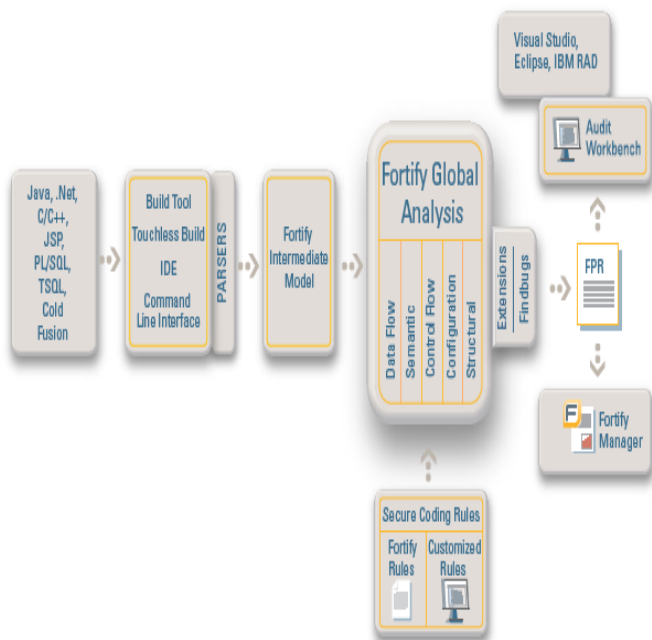 Visual Studio,
Eclipse, IBM RAD
Audit
Workbench
Java, .Net,
C/C++,
JSP,
PL/SQL,
TSQL,
Cold
Fusion
Build Tool
Touchless Build
IDE
Command
Line Interface
PARSERS
Fortify
Intermediate
Model
Fortify Global
Analysis
Data Flow
Semantic
Control Flow
Configuration
Structural
Extensions
Findbugs
FPR
F
Fortify
Manager
Secure Coding Rules
Fortify
Rules
Customized
Rules